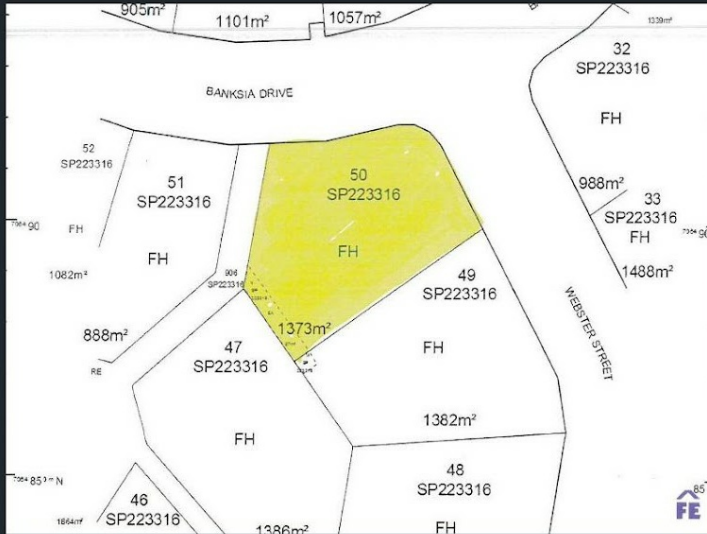 905m²
1101m²
1057m²
1339m²
BANKSIA DRIVE
32
SP223316
FH
988m²
33
SP223316
FH
1488m²
52
SP223316
FH
1082m²
51
SP223316
FH
888m²
50
SP223316
FH
1373m²
906
SP223316
49
SP223316
FH
1382m²
WEBSTER STREET
47
SP223316
FH
1386m²
RE
46
SP223316
1664m²
48
SP223316
FH
85
FE